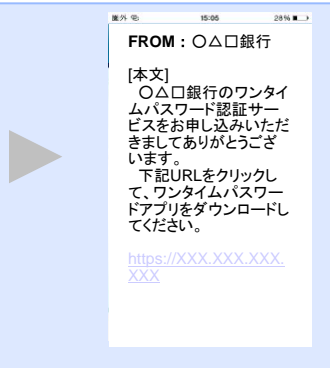 圏外 15:05 28%
FROM：〇△口銀行
[本文]
〇△口銀行のワンタイ
ムパスワード認証サー
ビスをお申し込みいただ
きましてありがとうござ
います。
下記URLをクリックし
て、ワンタイムパスワー
ドアプリをダウンロードし
てください。
https://XXX.XXX.XXX.
XXX